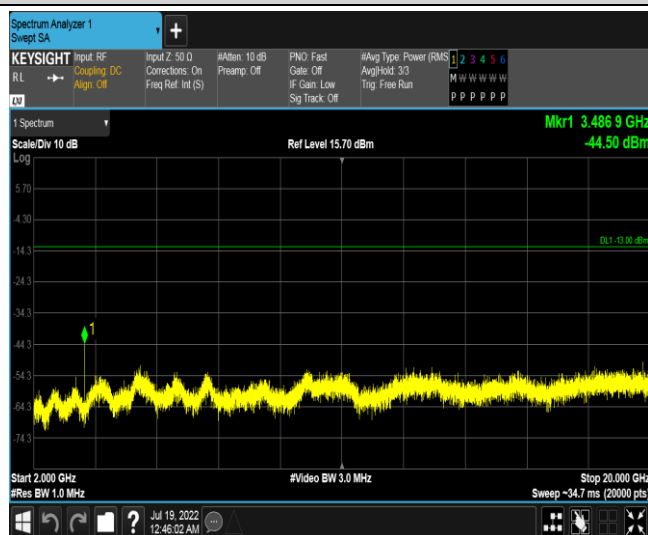 Spectrum Analyzer 1
Swept SA
+
KEYSIGHT Input: RF Input Z: 50 Ω #Atten: 10 dB PNO: Fast #Avg Type: Power (RMS 1 2 3 4 5 6
RL Coupling: DC Corrections: On Preamp: Off Gate: Off Avg|Hold: 3/3 M W W W W W
Align: Off Freq Ref: Int (S) IF Gain: Low Trig: Free Run
Sig Track: Off P P P P P P
LXI
1 Spectrum
Mkr1 3.486 9 GHz
Scale/Div 10 dB Ref Level 15.70 dBm -44.50 dBm
Log
5.70
-4.30
DL1 -13.00 dBm
-14.3
-24.3
-34.3
1
-44.3
-54.3
-64.3
-74.3
Start 2.000 GHz #Video BW 3.0 MHz Stop 20.000 GHz
#Res BW 1.0 MHz Sweep ~34.7 ms (20000 pts)
? Jul 19, 2022
12:46:02 AM